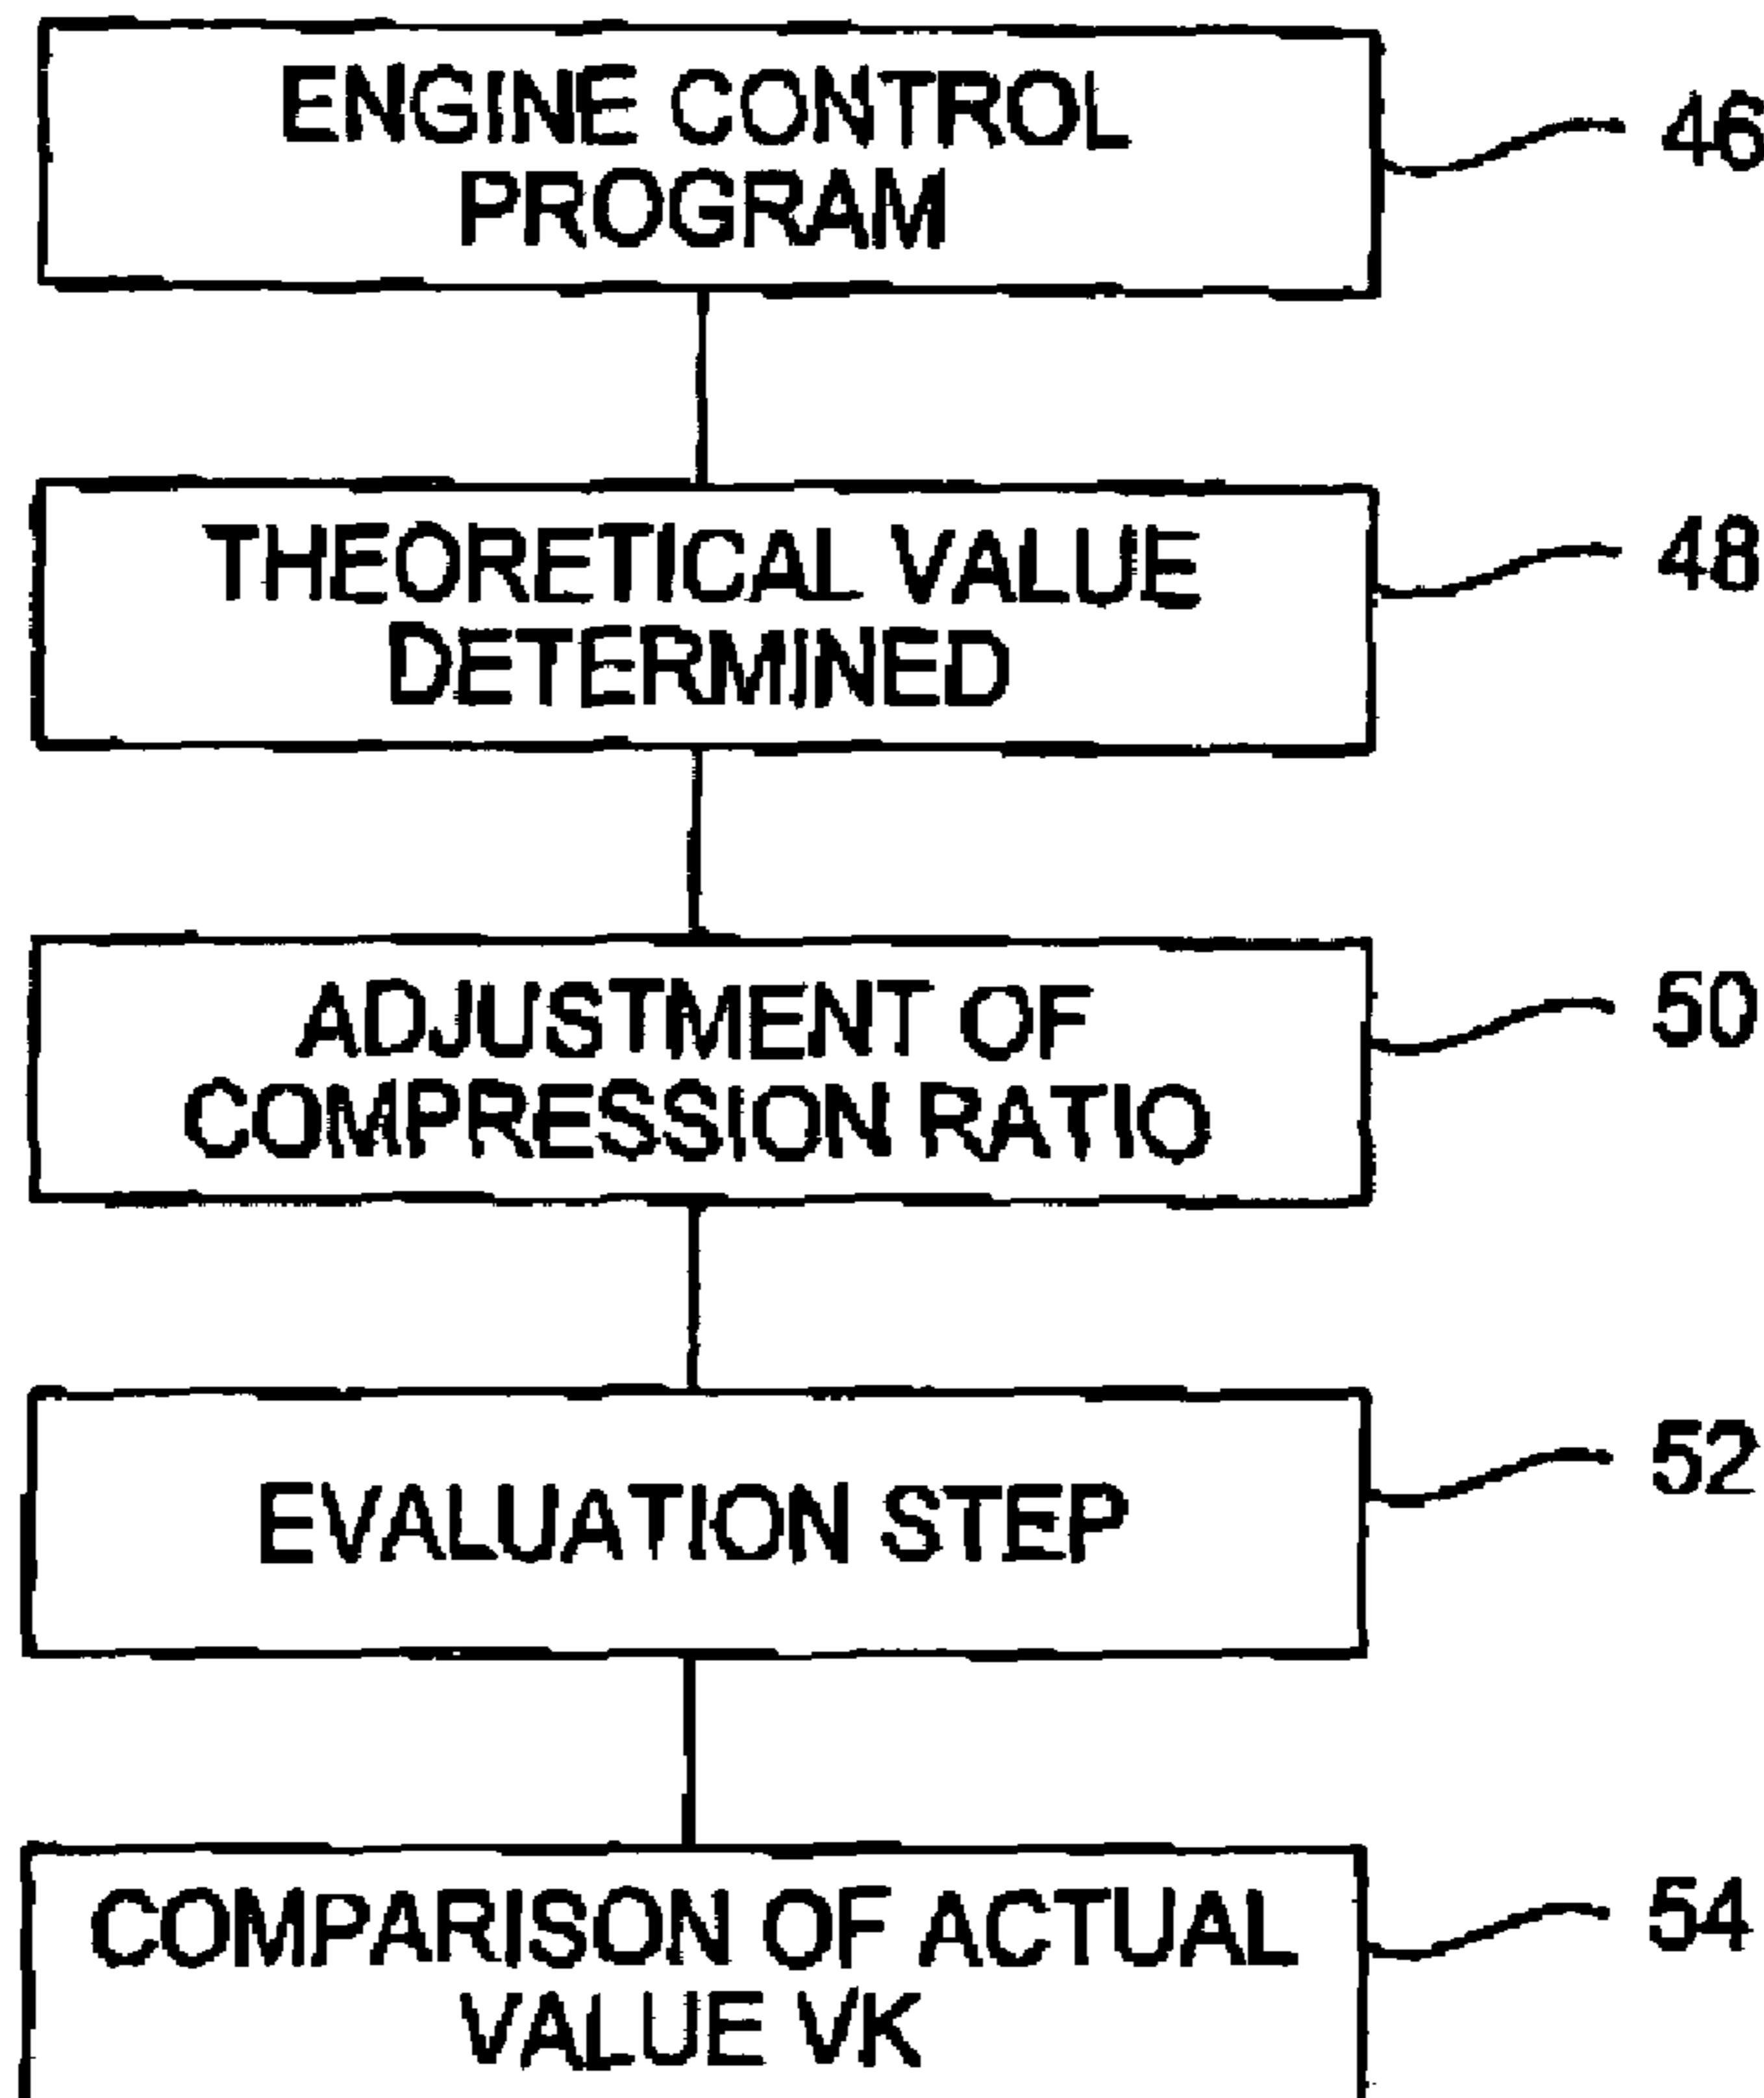 ENGINE CONTROL
PROGRAM
46
THEORETICAL VALUE
DETERMINED
48
ADJUSTMENT OF
COMPRESSION RATIO
50
EVALUATION STEP
52
COMPARISON OF ACTUAL
VALUE VK
54